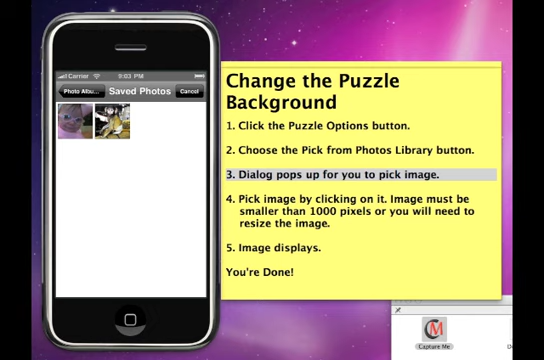 Carrier 9:03 PM
Photo Albu... Saved Photos Cancel
Change the Puzzle
Background
1. Click the Puzzle Options button.
2. Choose the Pick from Photos Library button.
3. Dialog pops up for you to pick image.
4. Pick image by clicking on it. Image must be
smaller than 1000 pixels or you will need to
resize the image.
5. Image displays.
You're Done!
Capture Me